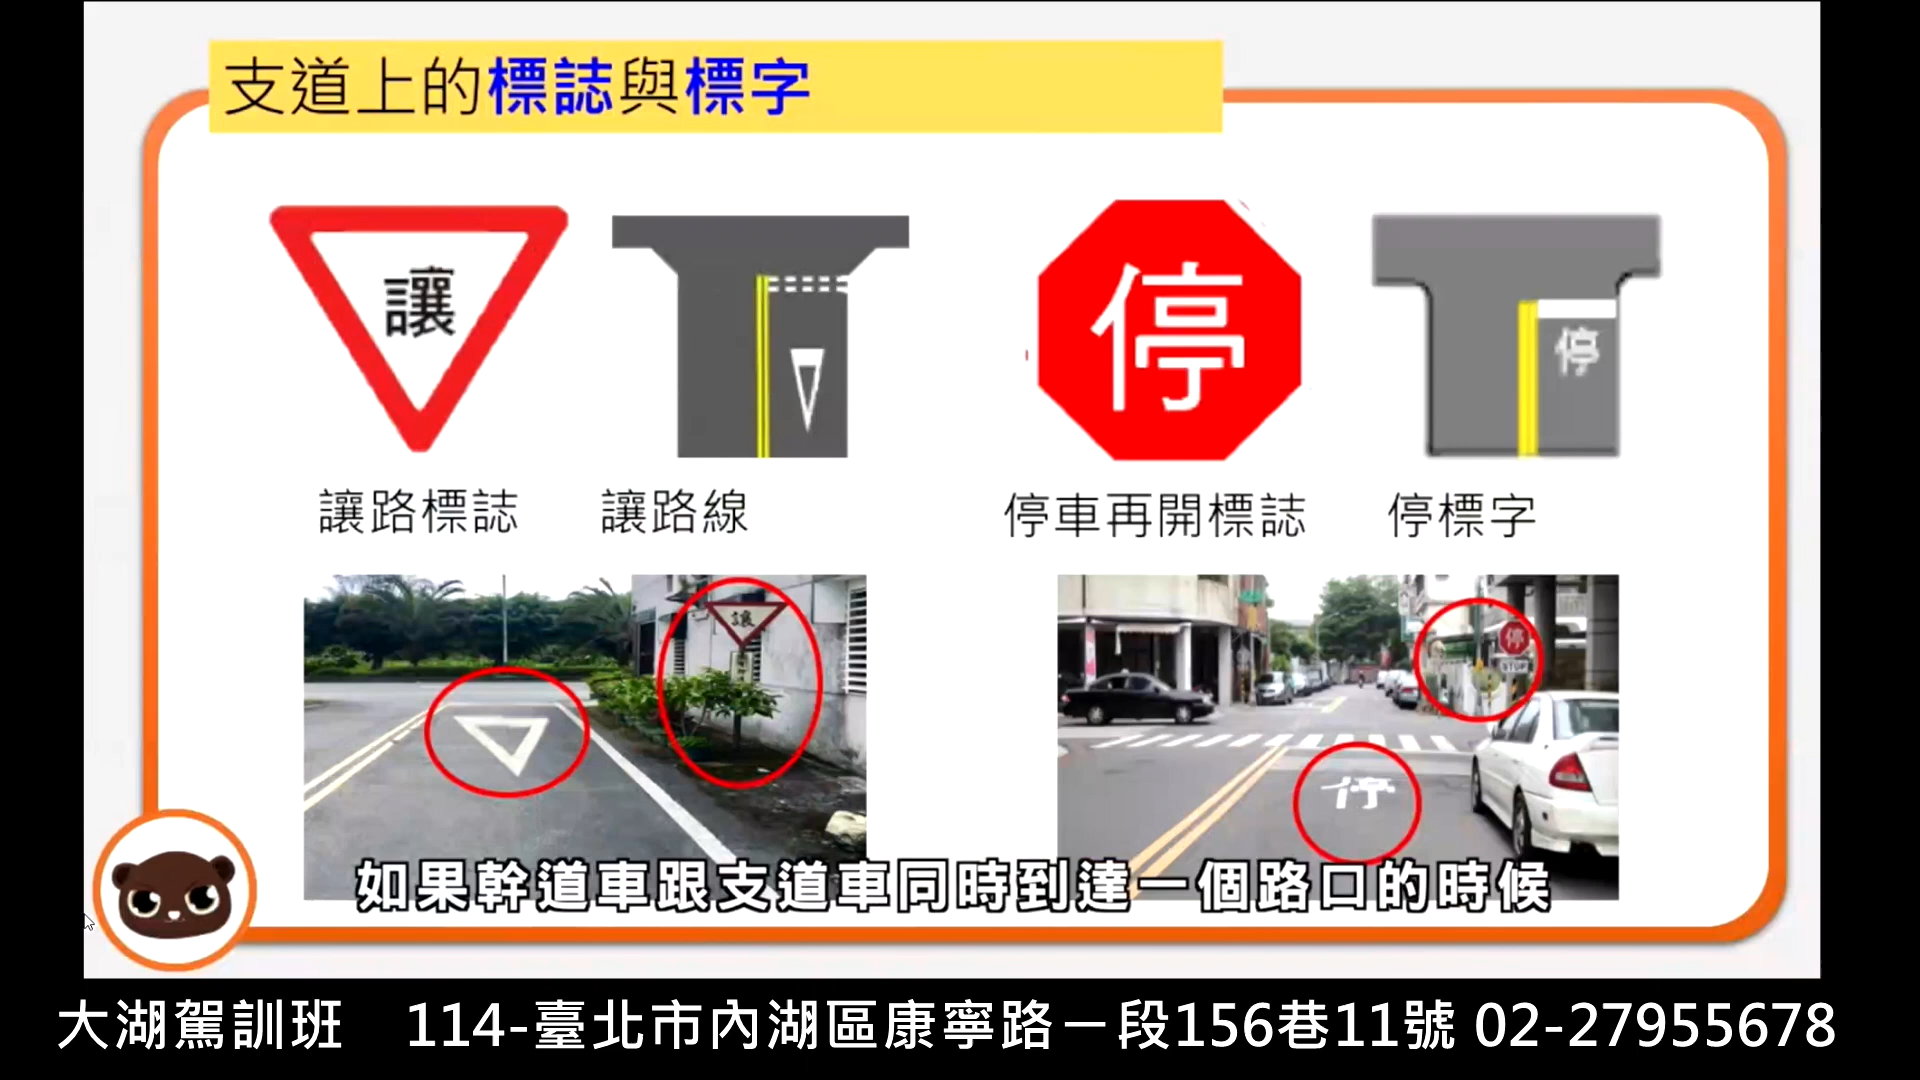 支道上的標誌與標字
讓
停
停
讓路標誌
讓路線
停車再開標誌
停標字
讓
停
STOP
停
如果幹道車跟支道車同時到達一個路口的時候
大湖駕訓班 114-臺北市內湖區康寧路一段156巷11號 02-27955678